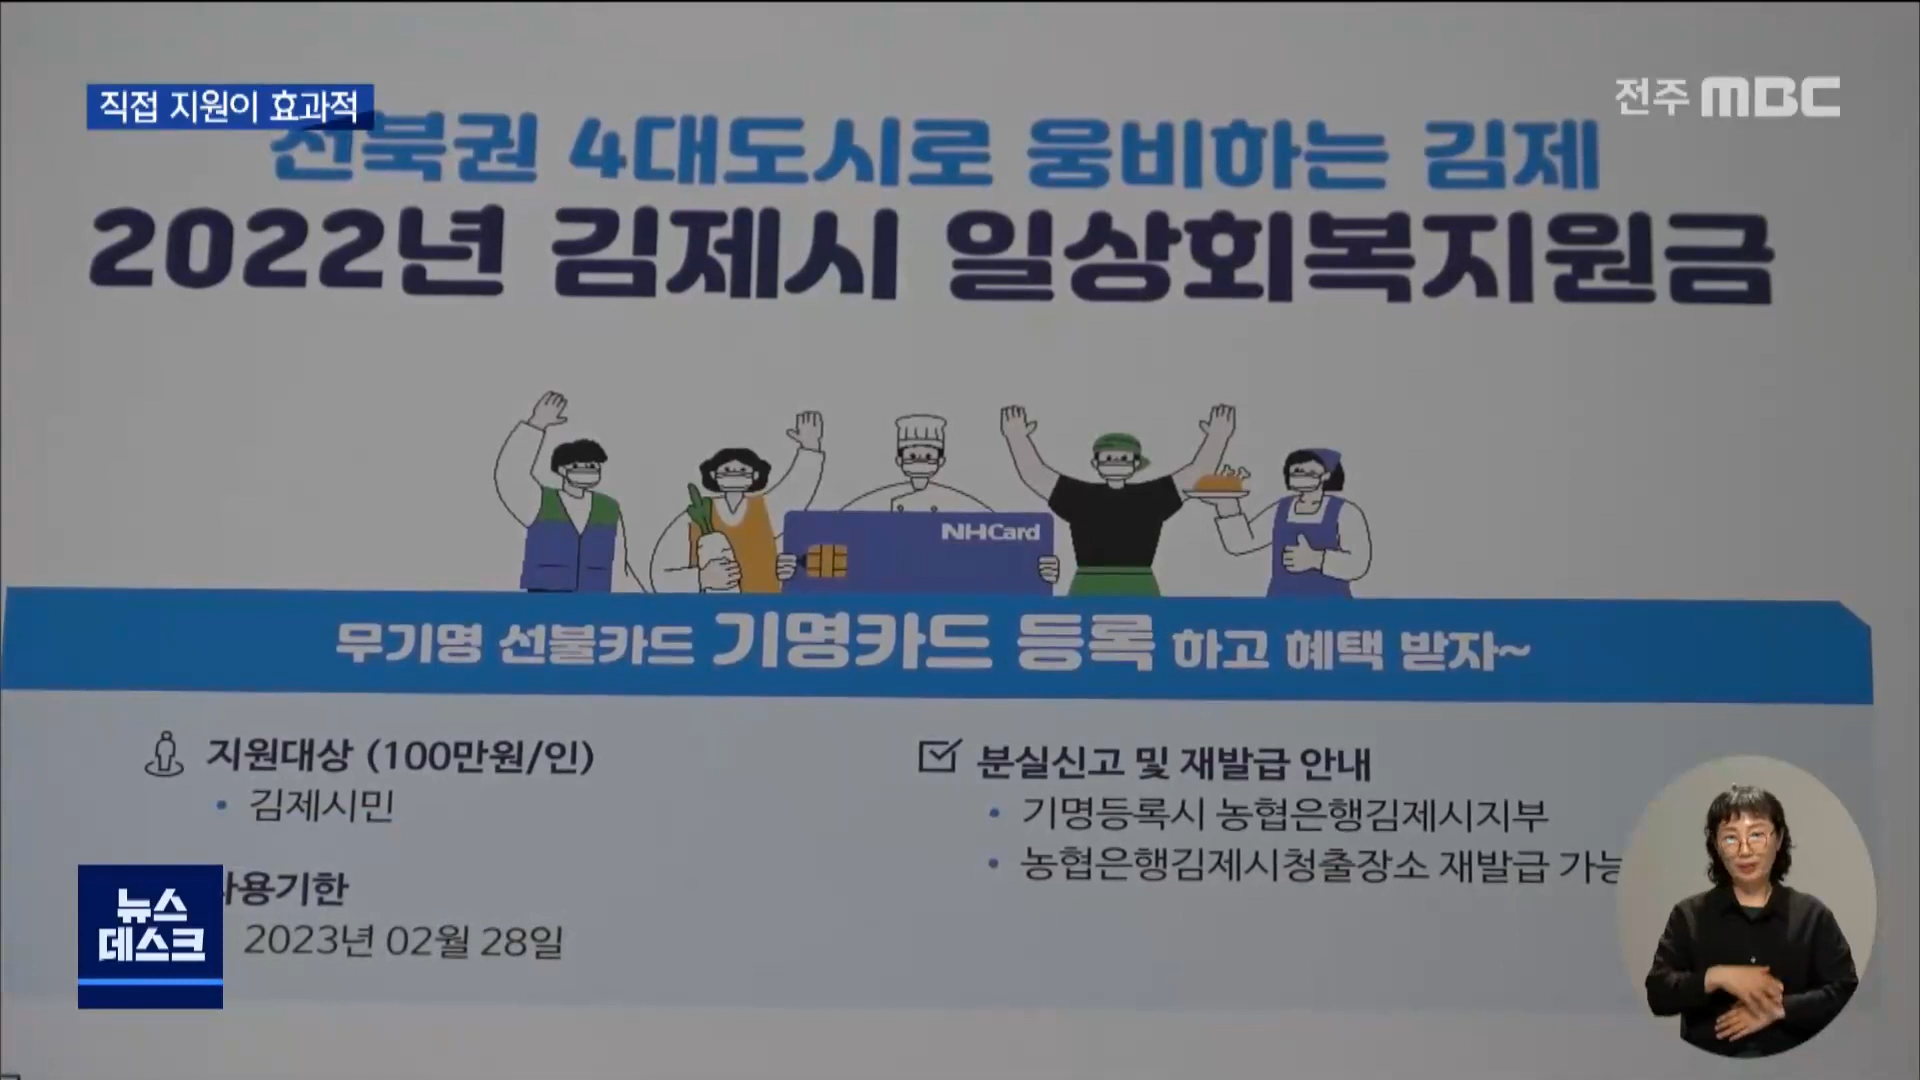 직접 지원이 효과적
전주 MBC
전북권 4대도시로 웅비하는 김제
2022년 김제시 일상회복지원금
NHCard
무기명 선불카드 기명카드 등록 하고 혜택 받자~
지원대상 (100만원/인)
• 김제시민
사용기한
2023년 02월 28일
분실신고 및 재발급 안내
• 기명등록시 농협은행김제시지부
• 농협은행김제시청출장소 재발급 가능
뉴스
데스크